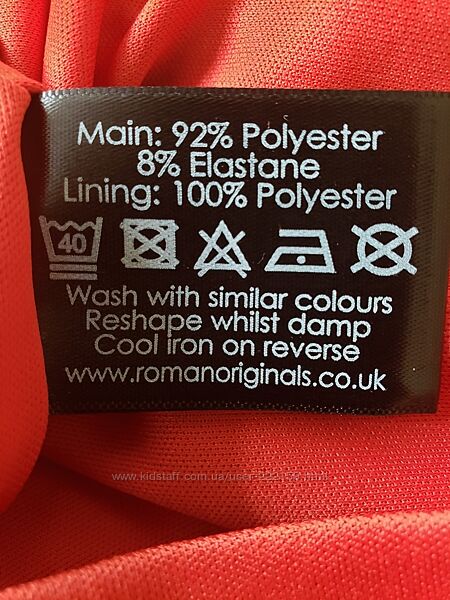 Main: 92% Polyester
8% Elastane
Lining: 100% Polyester
40
Wash with similar colours
Reshape whilst damp
Cool iron on reverse
www.romanoriginals.co.uk